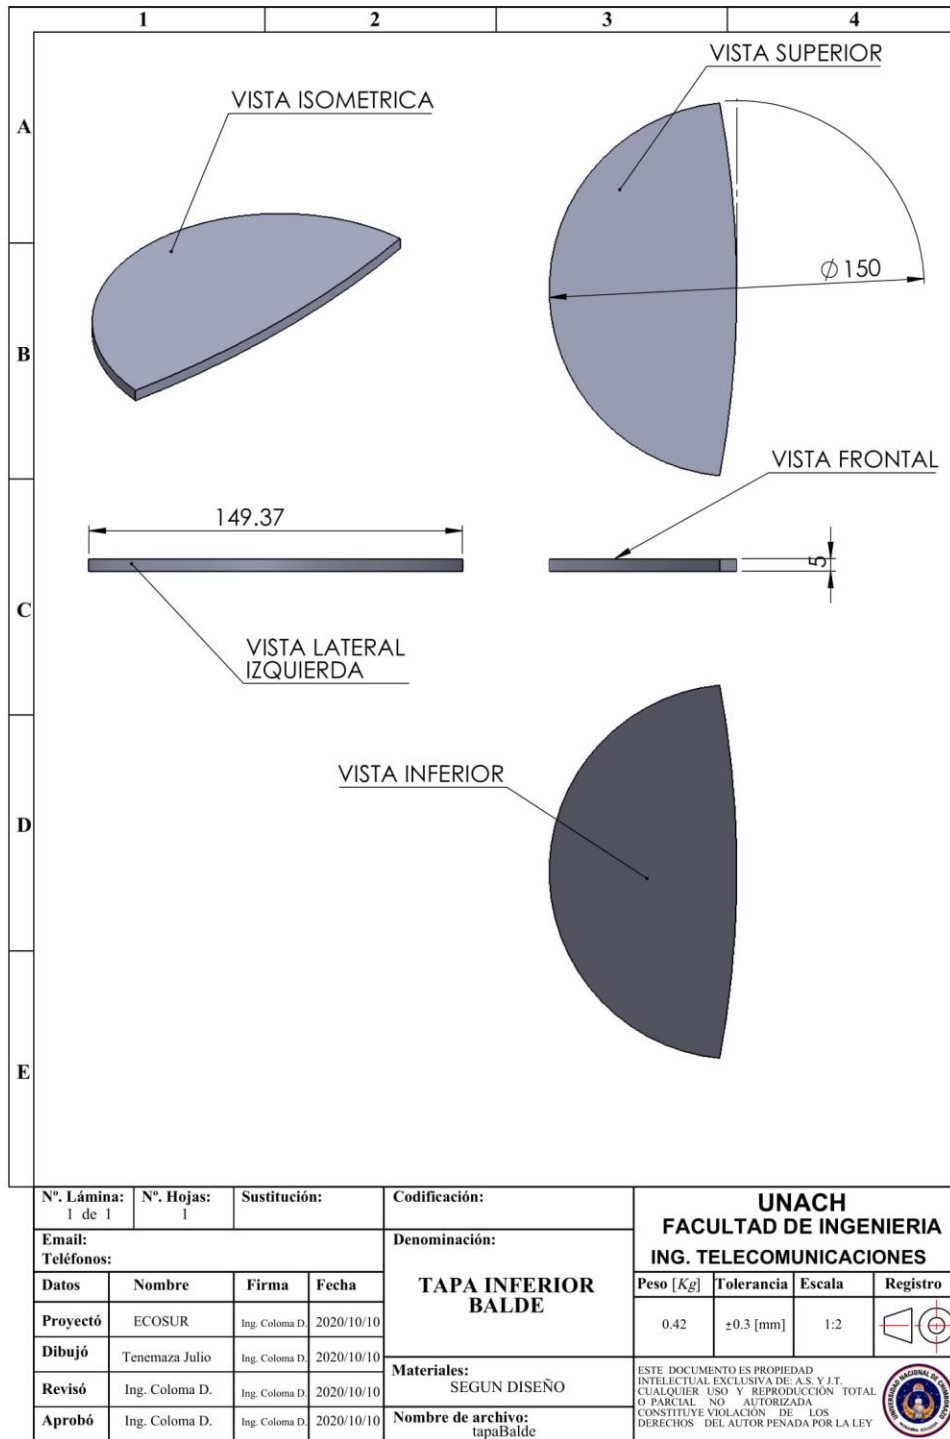 1 2 3 4
A
B
C
D
E
VISTA ISOMETRICA
VISTA SUPERIOR
Ø150
VISTA FRONTAL
149.37
5
VISTA LATERAL
IZQUIERDA
VISTA INFERIOR
Nº. Lámina:
1 de 1
Nº. Hojas:
1
Sustitución:
Codificación:
Email:
Teléfonos:
Denominación:
TAPA INFERIOR
BALDE
Datos Nombre Firma Fecha
Proyectó ECOSUR Ing. Coloma D. 2020/10/10
Dibujó Tenemaza Julio Ing. Coloma D. 2020/10/10
Revisó Ing. Coloma D. Ing. Coloma D. 2020/10/10
Aprobó Ing. Coloma D. Ing. Coloma D. 2020/10/10
Materiales:
SEGUN DISEÑO
Nombre de archivo:
tapaBalde
UNACH
FACULTAD DE INGENIERIA
ING. TELECOMUNICACIONES
Peso [Kg] Tolerancia Escala Registro
0.42 ±0.3 [mm] 1:2
ESTE DOCUMENTO ES PROPIEDAD
INTELECTUAL EXCLUSIVA DE: A.S. Y J.T.
CUALQUIER USO Y REPRODUCCIÓN TOTAL
O PARCIAL NO AUTORIZADA
CONSTITUYE VIOLACIÓN DE LOS
DERECHOS DEL AUTOR PENADA POR LA LEY